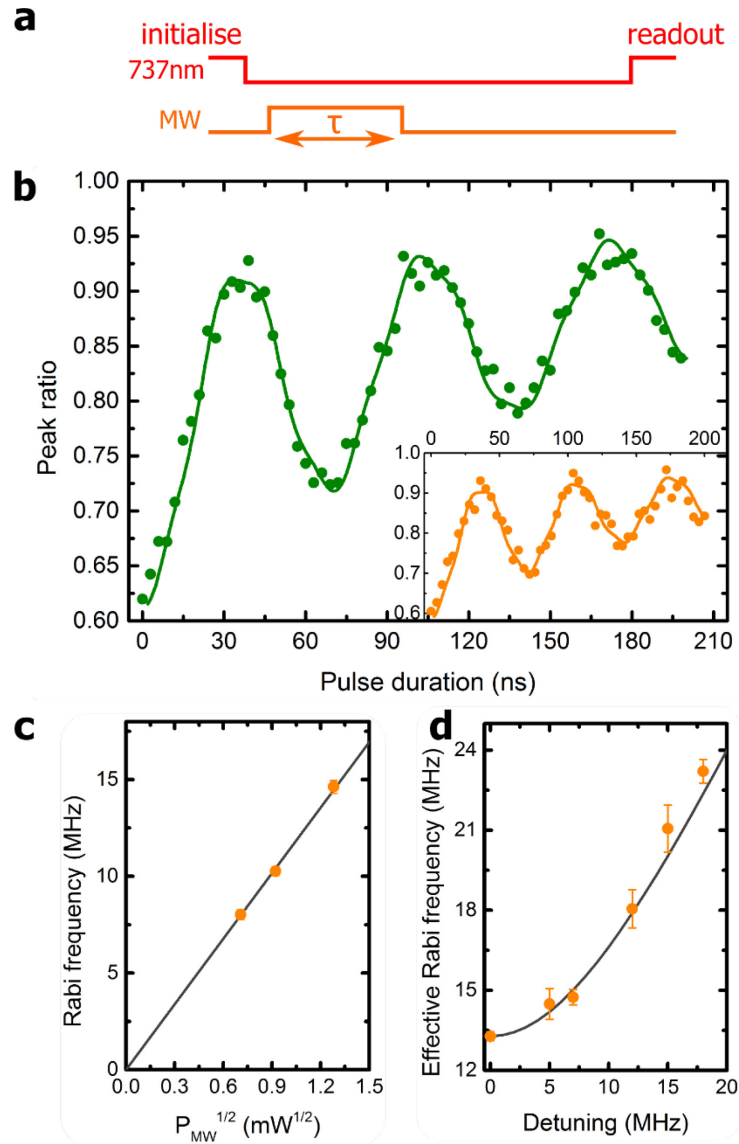 a
initialise
readout
737nm
MW
τ
b
1.00
0.95
0.90
0.85
0.80
0.75
0.70
0.65
0.60
Peak ratio
0 30 60 90 120 150 180 210
Pulse duration (ns)
0 50 100 150 200
1.0
0.9
0.8
0.7
0.6
c
15
10
5
0
Rabi frequency (MHz)
0.0 0.3 0.6 0.9 1.2 1.5
P_MW^1/2 (mW^1/2)
d
24
21
18
15
12
Effective Rabi frequency (MHz)
0 5 10 15 20
Detuning (MHz)